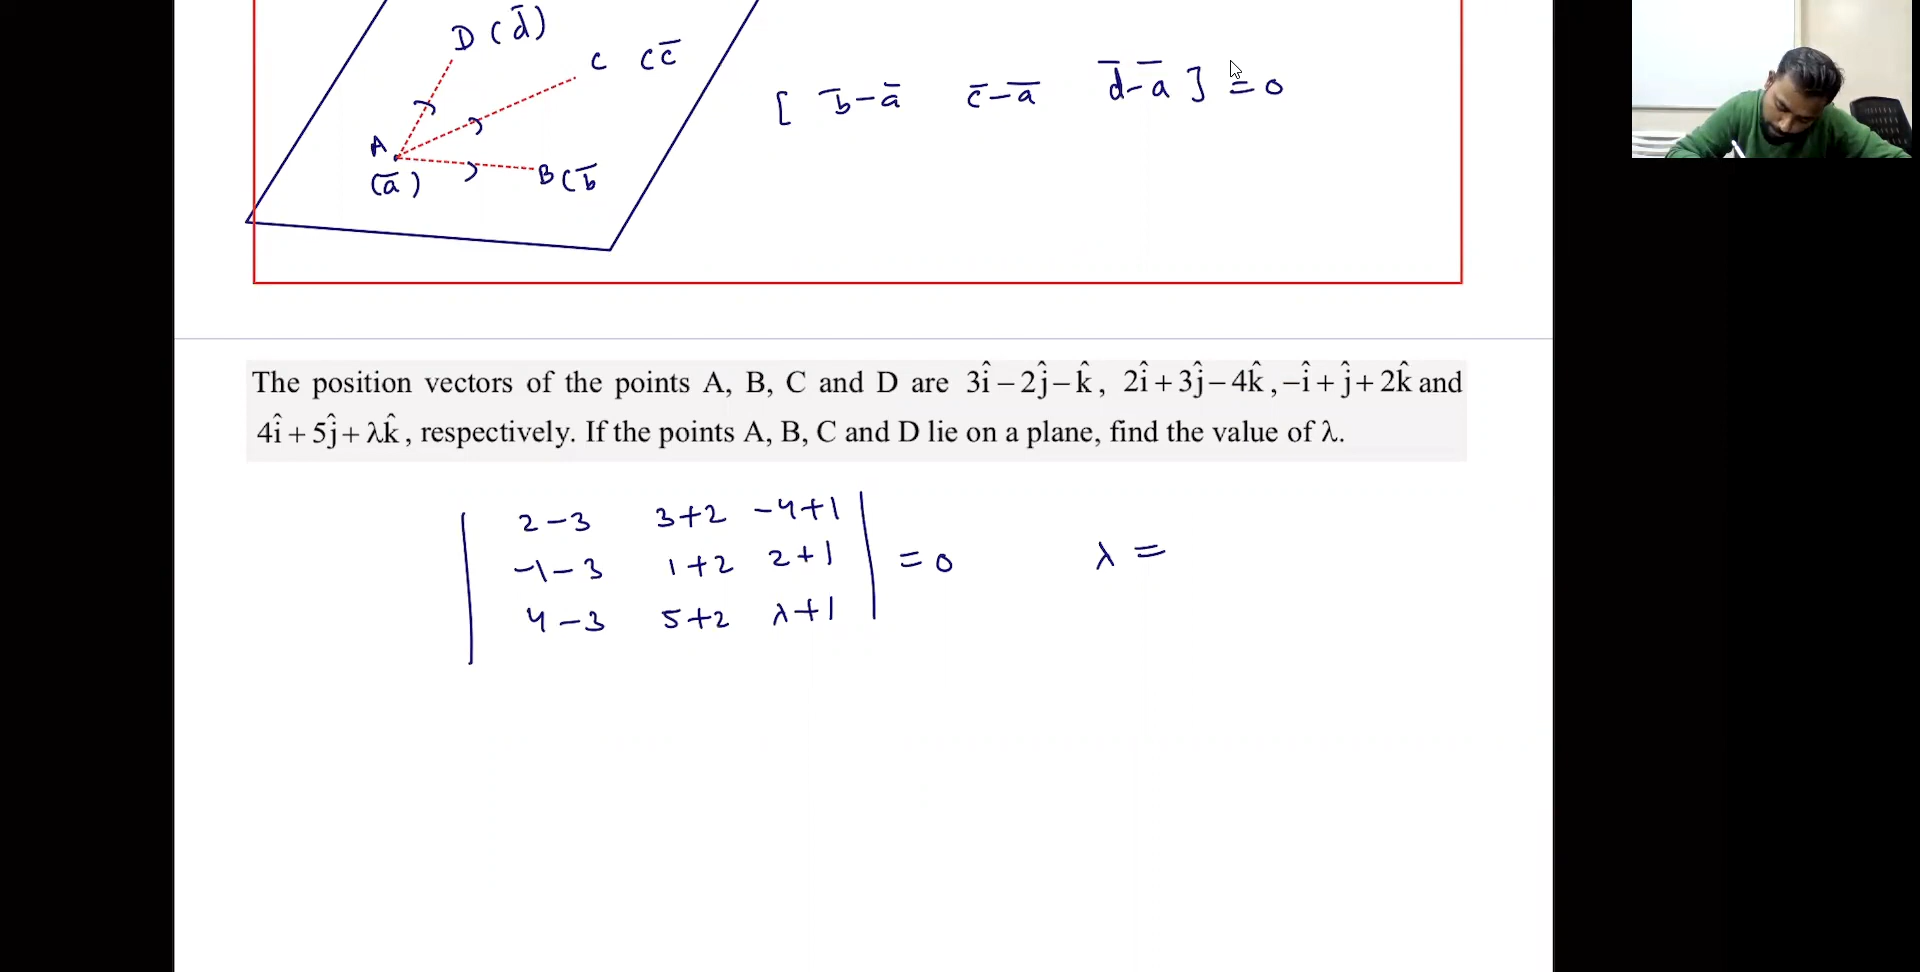 D (d̄)
C (c̄
[ b̄-ā c̄-ā d̄-ā ] = 0
A
(ā)
B(b̄
The position vectors of the points A, B, C and D are 3î – 2ĵ – k̂, 2î + 3ĵ – 4k̂, –î + ĵ + 2k̂ and
4î + 5ĵ + λk̂, respectively. If the points A, B, C and D lie on a plane, find the value of λ.
| 2-3 3+2 -4+1 |
| -1-3 1+2 2+1 | = 0 λ =
| 4-3 5+2 λ+1 |